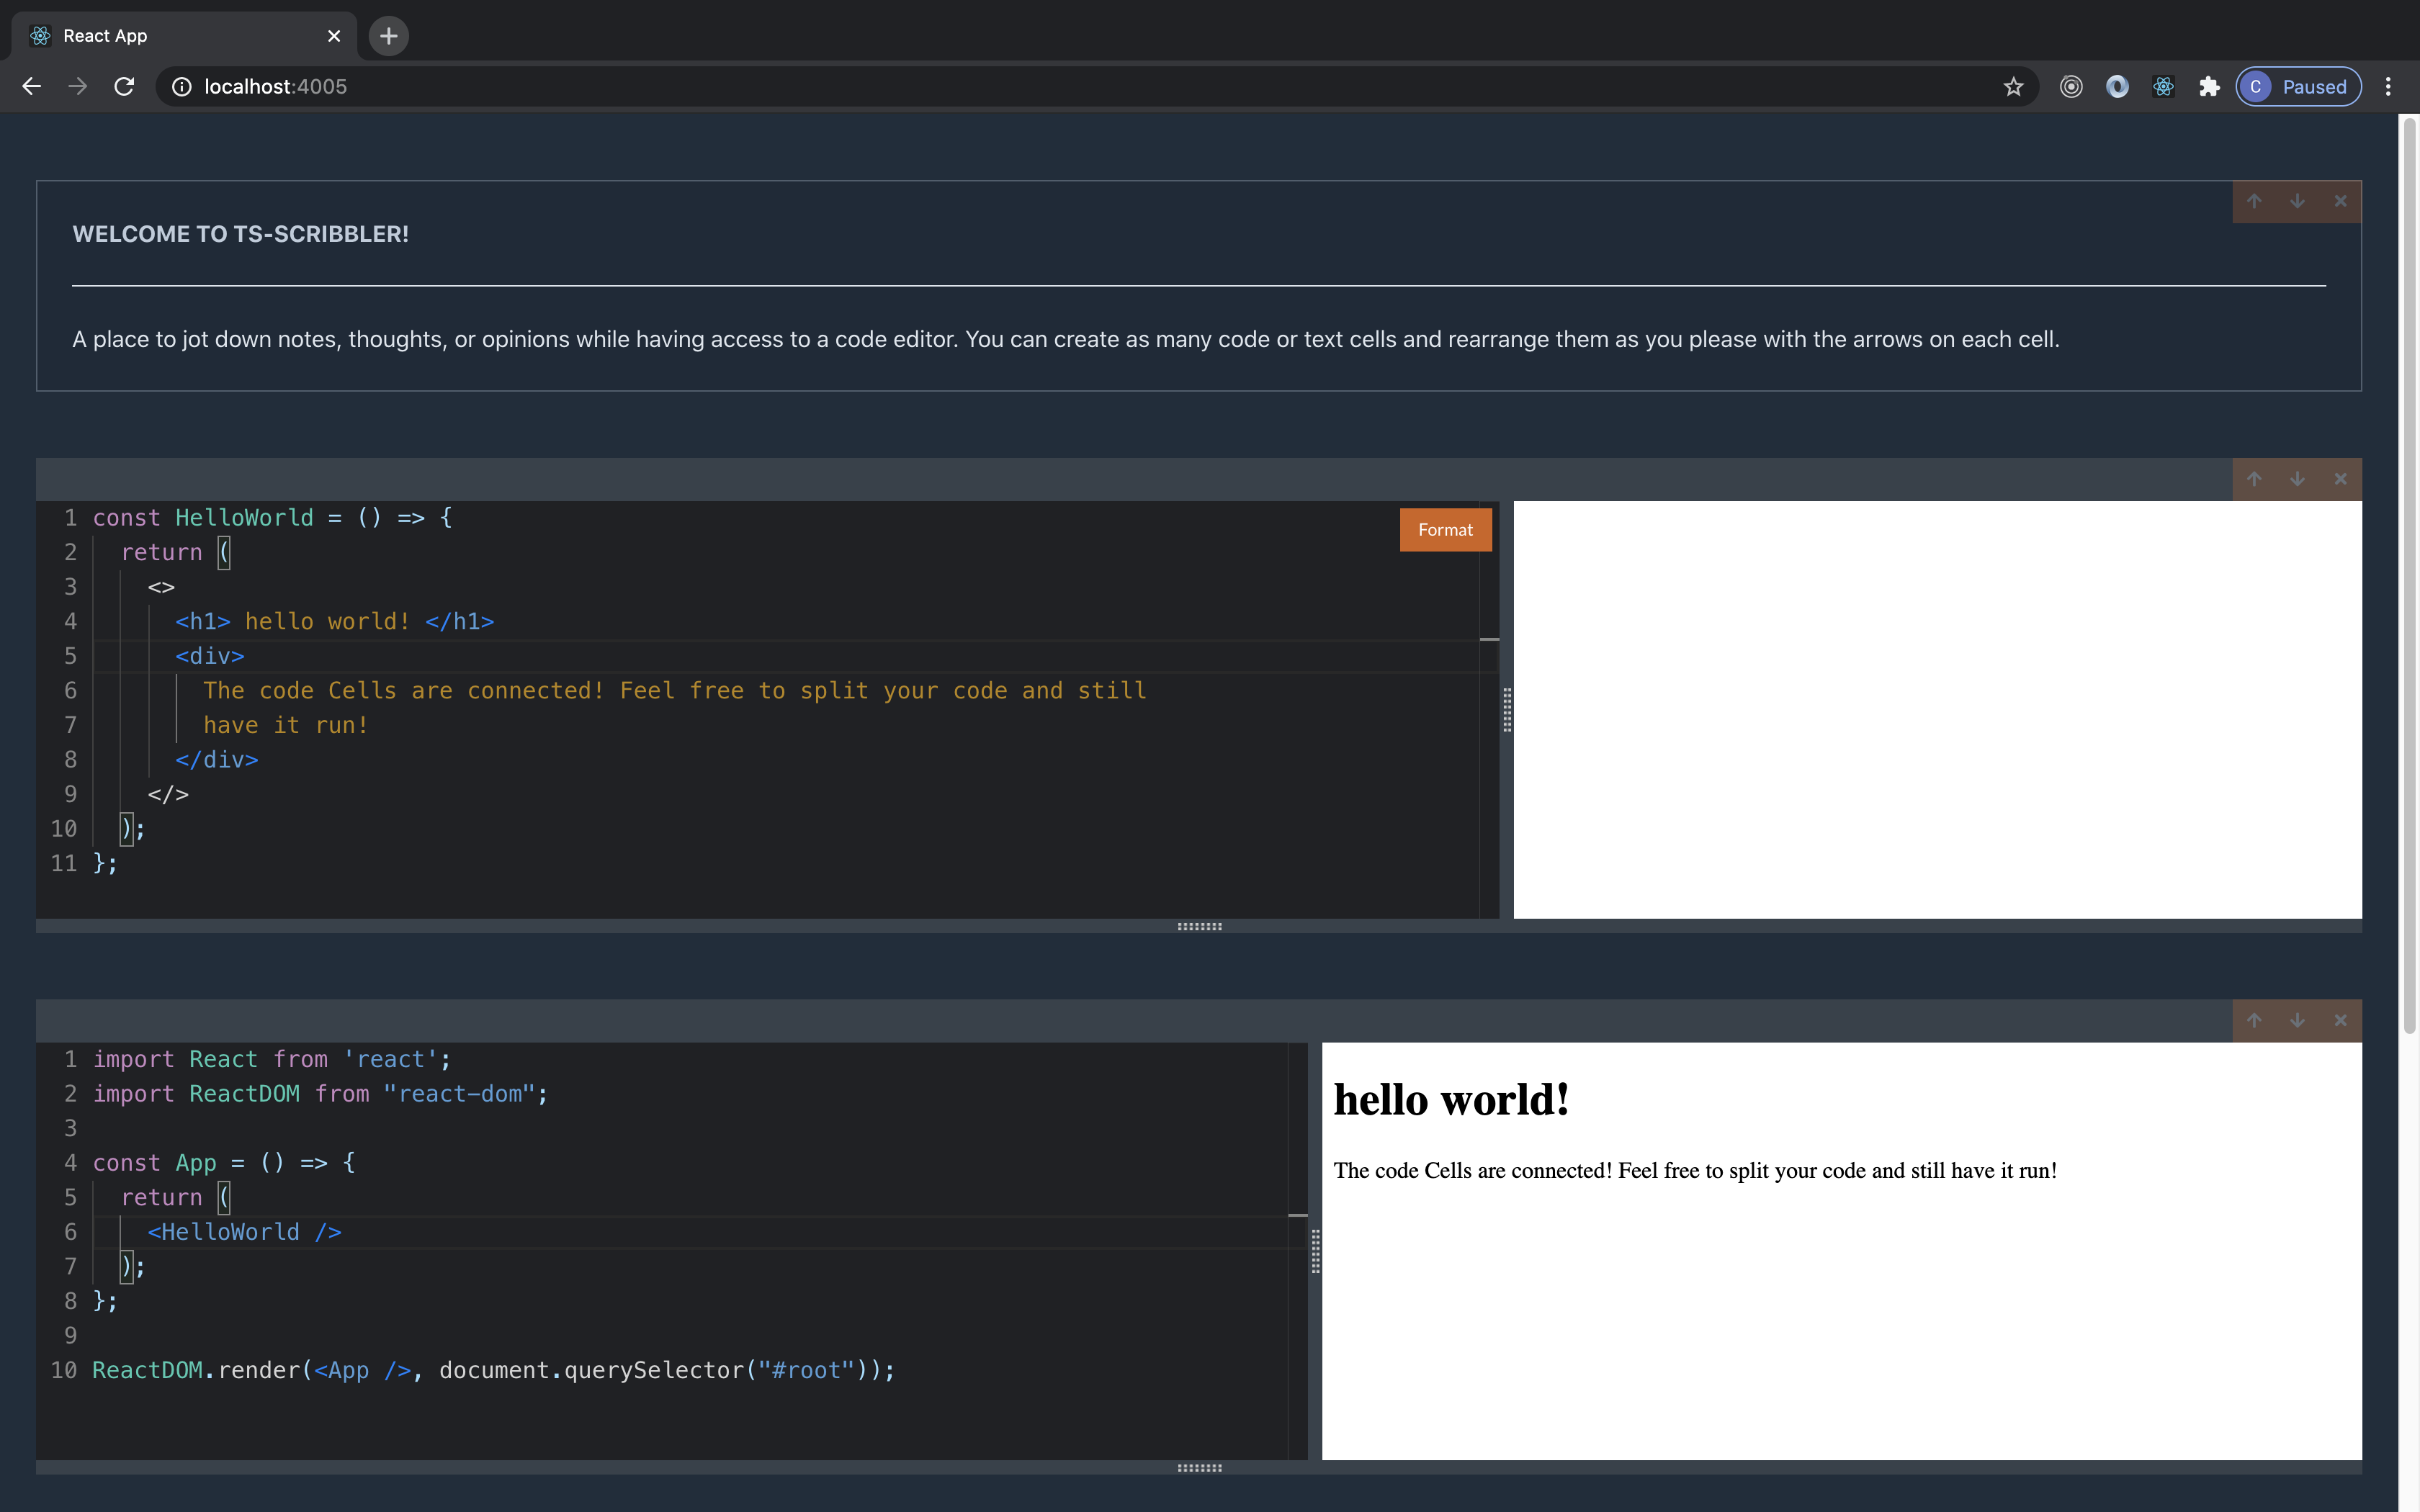 React App
localhost:4005
C Paused
WELCOME TO TS-SCRIBBLER!
A place to jot down notes, thoughts, or opinions while having access to a code editor. You can create as many code or text cells and rearrange them as you please with the arrows on each cell.
Format
1 const HelloWorld = () => {
2 return (
3 <>
4 <h1> hello world! </h1>
5 <div>
6 The code Cells are connected! Feel free to split your code and still
7 have it run!
8 </div>
9 </>
10 );
11 };
1 import React from 'react';
2 import ReactDOM from "react-dom";
3
4 const App = () => {
5 return (
6 <HelloWorld />
7 );
8 };
9
10 ReactDOM.render(<App />, document.querySelector("#root"));
hello world!
The code Cells are connected! Feel free to split your code and still have it run!